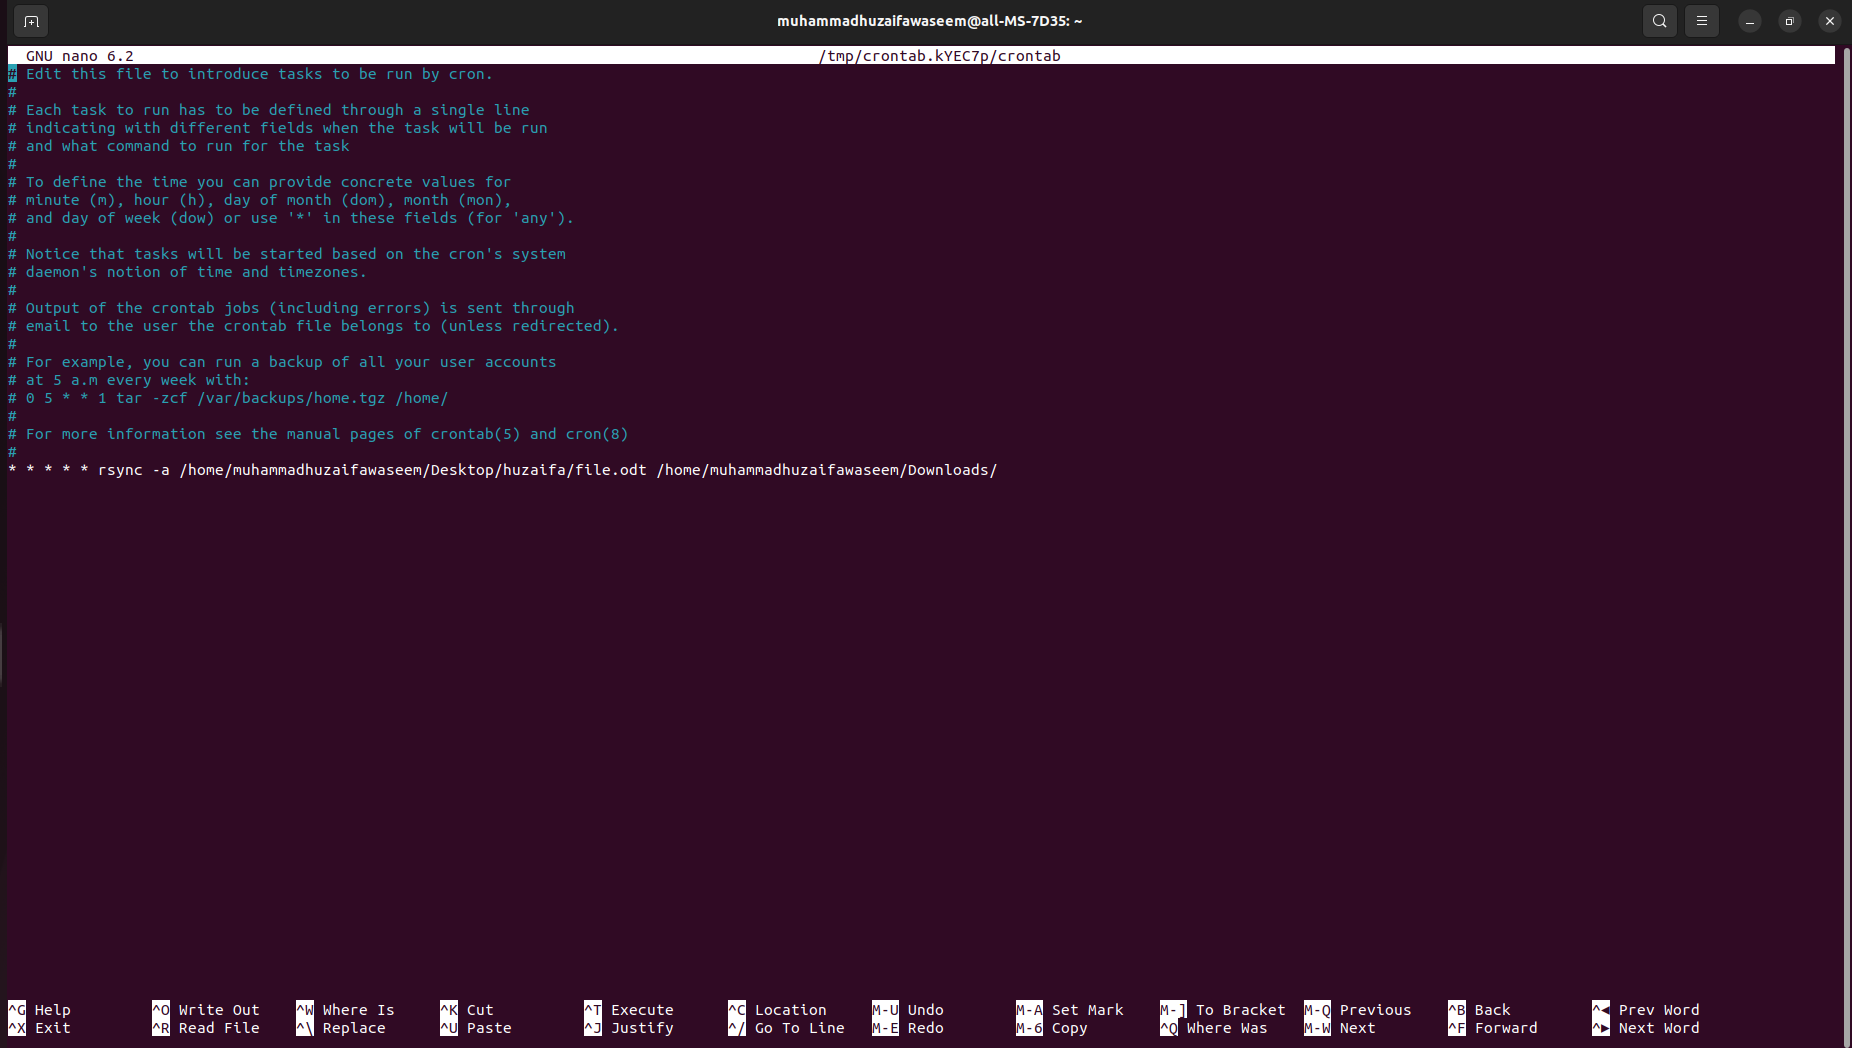 muhammadhuzaifawaseem@all-MS-7D35: ~
GNU nano 6.2 /tmp/crontab.kYEC7p/crontab
# Edit this file to introduce tasks to be run by cron.
#
# Each task to run has to be defined through a single line
# indicating with different fields when the task will be run
# and what command to run for the task
#
# To define the time you can provide concrete values for
# minute (m), hour (h), day of month (dom), month (mon),
# and day of week (dow) or use '*' in these fields (for 'any').
#
# Notice that tasks will be started based on the cron's system
# daemon's notion of time and timezones.
#
# Output of the crontab jobs (including errors) is sent through
# email to the user the crontab file belongs to (unless redirected).
#
# For example, you can run a backup of all your user accounts
# at 5 a.m every week with:
# 0 5 * * 1 tar -zcf /var/backups/home.tgz /home/
#
# For more information see the manual pages of crontab(5) and cron(8)
#
* * * * * rsync -a /home/muhammadhuzaifawaseem/Desktop/huzaifa/file.odt /home/muhammadhuzaifawaseem/Downloads/
^G Help ^O Write Out ^W Where Is ^K Cut ^T Execute ^C Location M-U Undo M-A Set Mark M-] To Bracket M-Q Previous ^B Back ^◀ Prev Word
^X Exit ^R Read File ^\ Replace ^U Paste ^J Justify ^/ Go To Line M-E Redo M-6 Copy ^Q Where Was M-W Next ^F Forward ^▶ Next Word